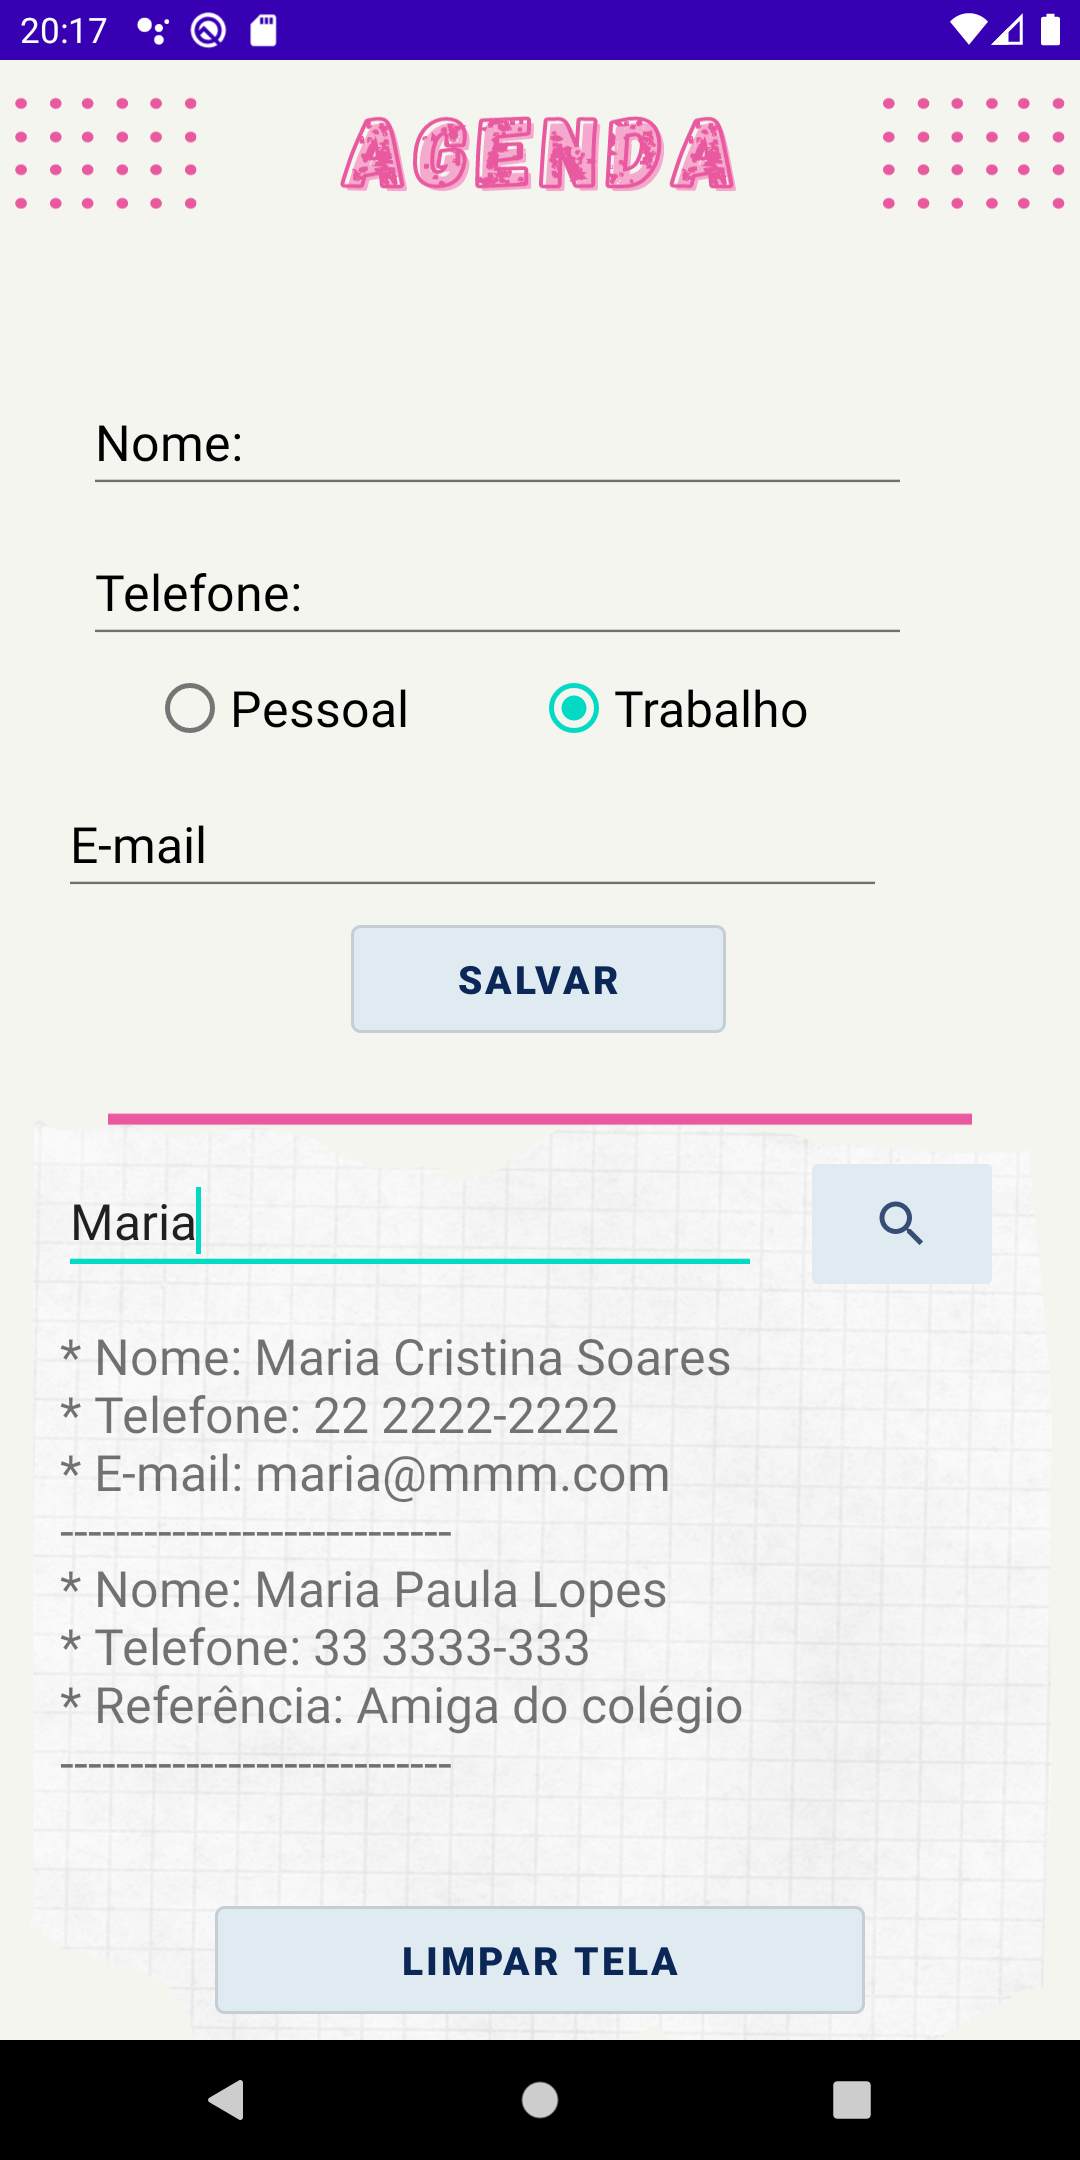 20:17
AGENDA
Nome:
Telefone:
Pessoal Trabalho
E-mail
SALVAR
Maria
* Nome: Maria Cristina Soares
* Telefone: 22 2222-2222
* E-mail: maria@mmm.com
----------------------------
* Nome: Maria Paula Lopes
* Telefone: 33 3333-333
* Referência: Amiga do colégio
----------------------------
LIMPAR TELA